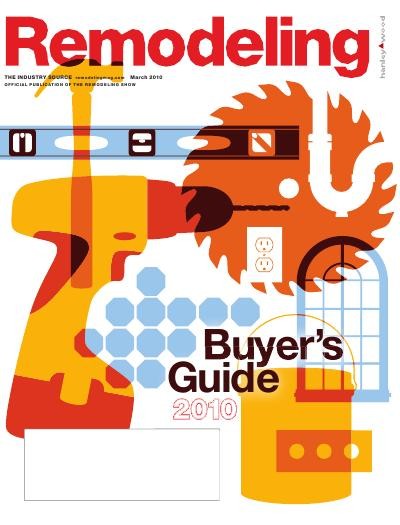 Remodeling
hanley▲wood
THE INDUSTRY SOURCE remodelingmag.com March 2010
OFFICIAL PUBLICATION OF THE REMODELING SHOW
Buyer's
Guide
2010